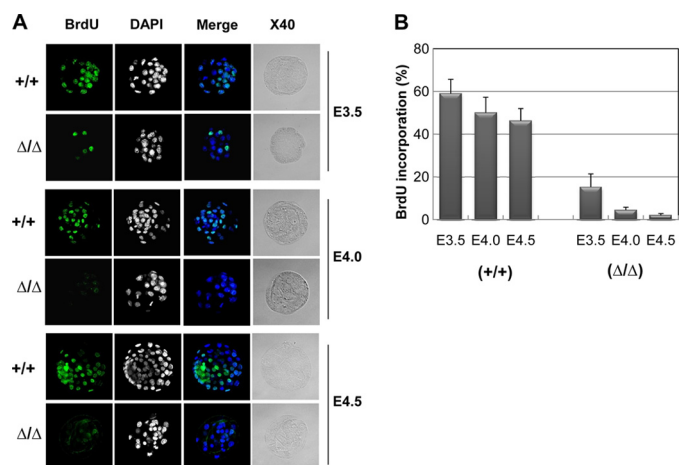 A
BrdU DAPI Merge X40
+/+
Δ/Δ
E3.5
+/+
Δ/Δ
E4.0
+/+
Δ/Δ
E4.5
B
BrdU incorporation (%)
80
60
40
20
0
E3.5 E4.0 E4.5 E3.5 E4.0 E4.5
(+/+) (Δ/Δ)